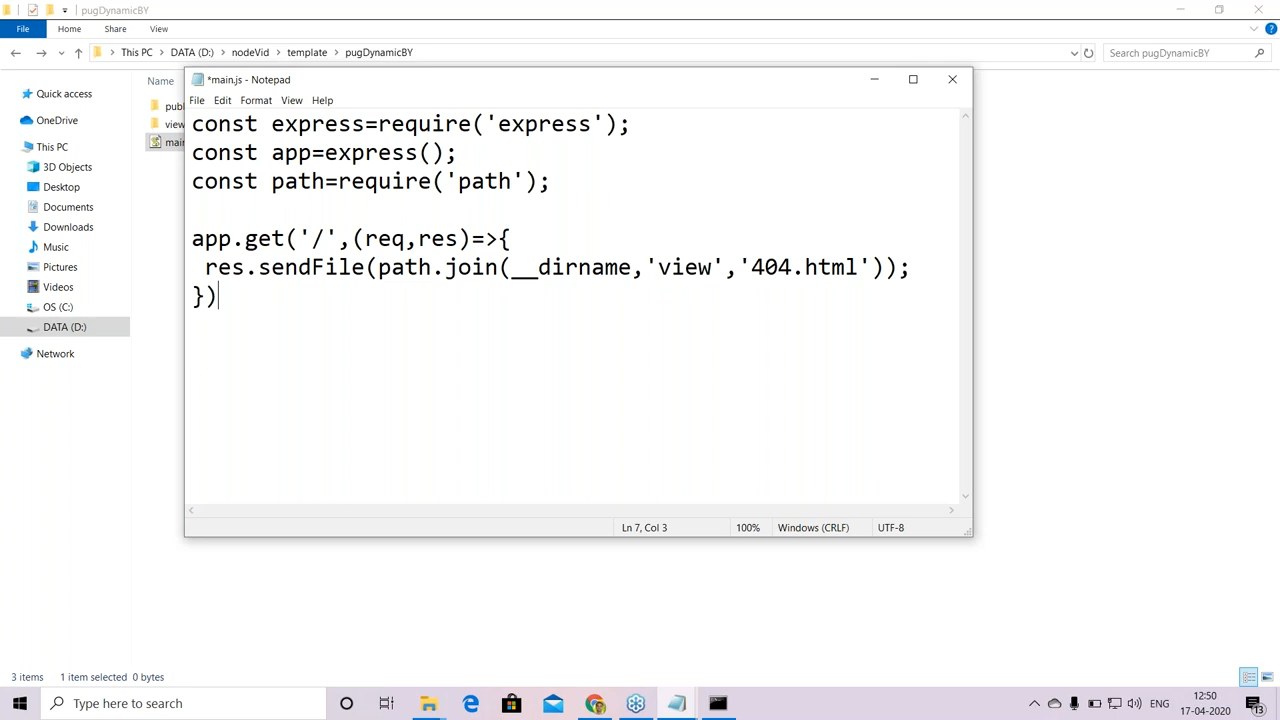 pugDynamicBY
File
Home
Share
View
This PC
DATA (D:)
nodeVid
template
pugDynamicBY
Search pugDynamicBY
Name
Quick access
OneDrive
This PC
3D Objects
Desktop
Documents
Downloads
Music
Pictures
Videos
OS (C:)
DATA (D:)
Network
publ
view
main
*main.js - Notepad
File Edit Format View Help
const express=require('express');
const app=express();
const path=require('path');
app.get('/',(req,res)=>{
res.sendFile(path.join(__dirname,'view','404.html'));
})
Ln 7, Col 3
100%
Windows (CRLF)
UTF-8
3 items
1 item selected 0 bytes
Type here to search
ENG
12:50
17-04-2020
13